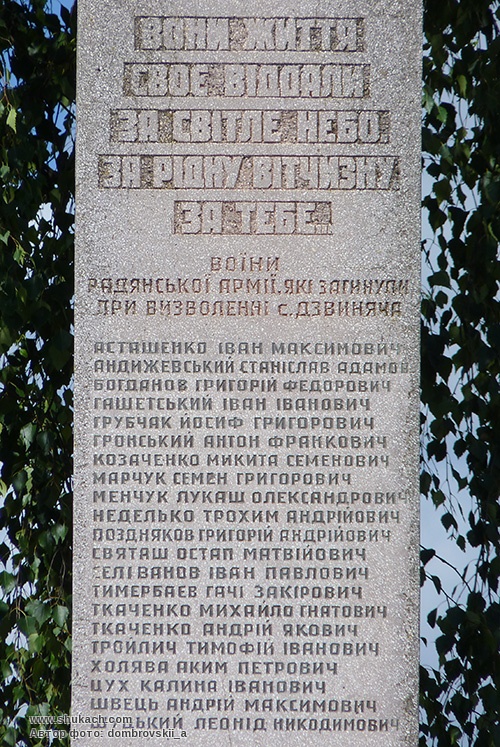 ВОНИ ЖИТТЯ
СВОЄ ВІДДАЛИ
ЗА СВІТЛЕ НЕБО,
ЗА РІДНУ ВІТЧИЗНУ
ЗА ТЕБЕ.
ВОЇНИ
РАДЯНСЬКОЇ АРМІЇ, ЯКІ ЗАГИНУЛИ
ПРИ ВИЗВОЛЕННІ с. ДЗВИНЯЧА
АСТАШЕНКО ІВАН МАКСИМОВИЧ
АНДИЖЕВСЬКИЙ СТАНІСЛАВ АДАМОВ
БОГДАНОВ ГРИГОРІЙ ФЕДОРОВИЧ
ГАШЕТСЬКИЙ ІВАН ІВАНОВИЧ
ГРУБЧАК ЙОСИФ ГРИГОРОВИЧ
ГРОНСЬКИЙ АНТОН ФРАНКОВИЧ
КОЗАЧЕНКО МИКИТА СЕМЕНОВИЧ
МАРЧУК СЕМЕН ГРИГОРОВИЧ
МЕНЧУК ЛУКАШ ОЛЕКСАНДРОВИЧ
НЕДЕЛЬКО ТРОХИМ АНДРІЙОВИЧ
ПОЗДНЯКОВ ГРИГОРІЙ АНДРІЙОВИЧ
СВЯТАШ ОСТАП МАТВІЙОВИЧ
СЕЛІВАНОВ ІВАН ПАВЛОВИЧ
ТИМЕРБАЕВ ГАЧІ ЗАКІРОВИЧ
ТКАЧЕНКО МИХАЙЛО ГНАТОВИЧ
ТКАЧЕНКО АНДРІЙ ЯКОВИЧ
ТРОЙЛИЧ ТИМОФІЙ ІВАНОВИЧ
ХОЛЯВА АКИМ ПЕТРОВИЧ
ЦУХ КАЛИНА ІВАНОВИЧ
ШВЕЦЬ АНДРІЙ МАКСИМОВИЧ
ЛЕОНІД НИКОДИМОВИЧ
www.shukach.com
Автор фото: dombrovskii_a